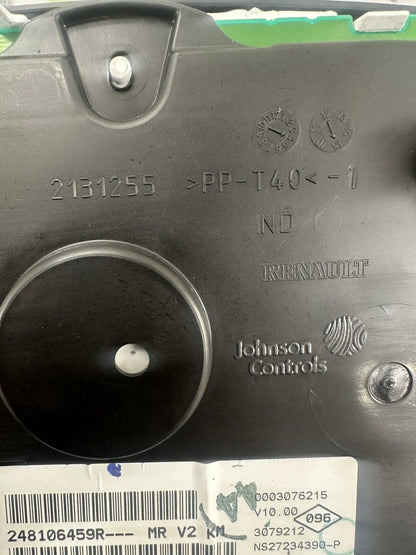 2131255 >PP-T40<-1
ND
RENAULT
Johnson
Controls
0003076215
V10.00
096
248106459R--- MR V2 KM
3079212
NS27234390-P